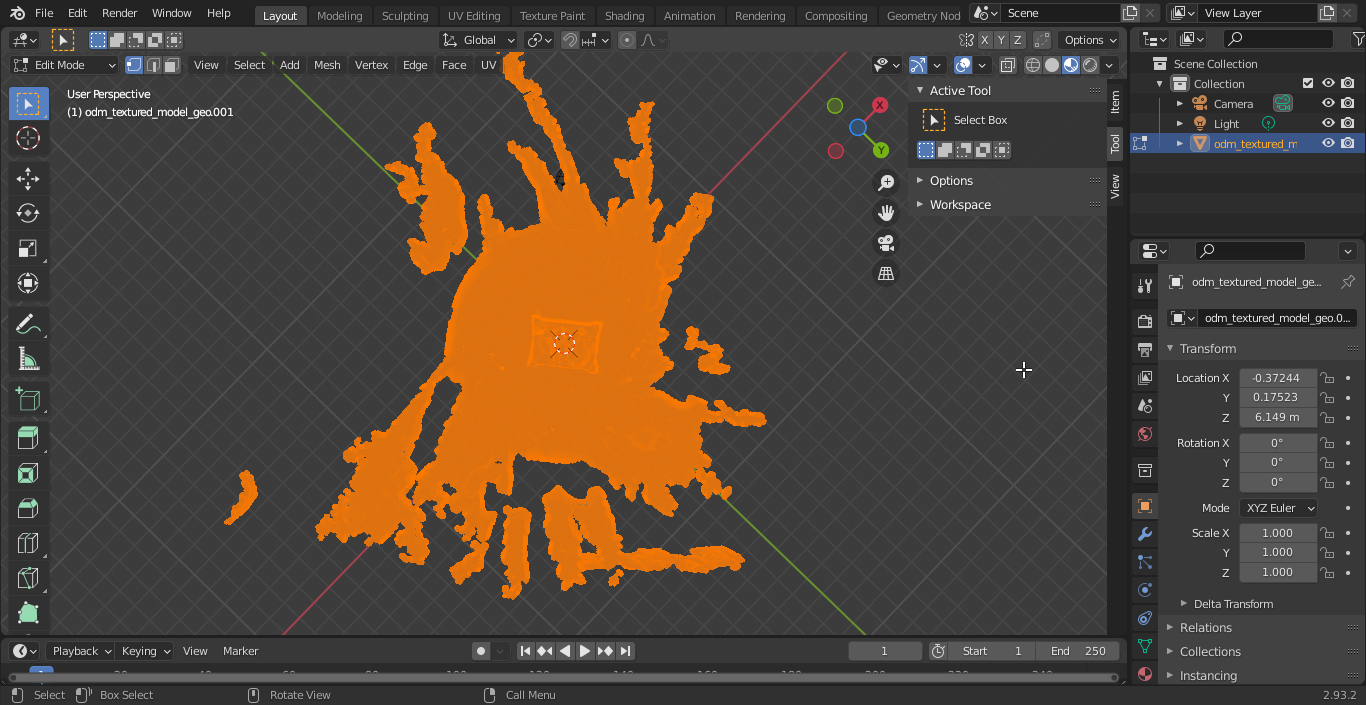 File Edit Render Window Help
Layout Modeling Sculpting UV Editing Texture Paint Shading Animation Rendering Compositing Geometry Nod
Scene
View Layer
Global
X Y Z
Options
Edit Mode
View Select Add Mesh Vertex Edge Face UV
User Perspective
(1) odm_textured_model_geo.001
X
Y
Active Tool
Select Box
Options
Workspace
Item
Tool
View
Scene Collection
Collection
Camera
Light
odm_textured_m
odm_textured_model_ge...
odm_textured_model_geo.0...
Transform
Location X -0.37244
Y 0.17523
Z 6.149 m
Rotation X 0°
Y 0°
Z 0°
Mode XYZ Euler
Scale X 1.000
Y 1.000
Z 1.000
Delta Transform
Relations
Collections
Instancing
Playback Keying View Marker
1
Start 1
End 250
Select Box Select Rotate View Call Menu
2.93.2